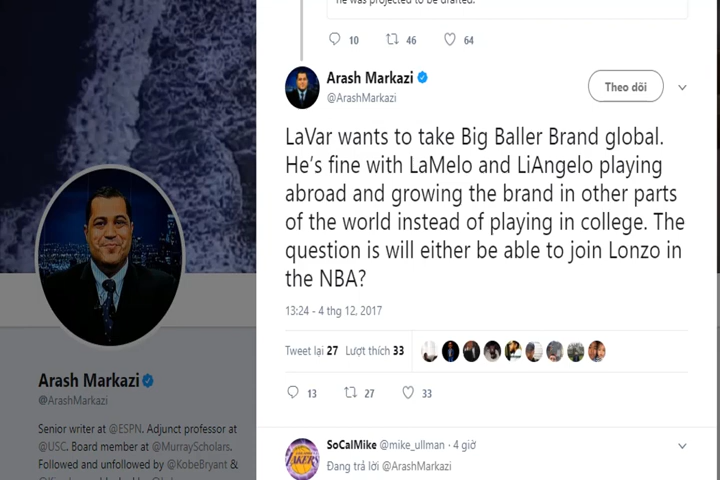 he was projected to be drafted.
10 46 64
Arash Markazi
@ArashMarkazi
Theo dõi
LaVar wants to take Big Baller Brand global.
He's fine with LaMelo and LiAngelo playing
abroad and growing the brand in other parts
of the world instead of playing in college. The
question is will either be able to join Lonzo in
the NBA?
13:24 - 4 thg 12, 2017
Tweet lại 27 Lượt thích 33
13 27 33
SoCalMike @mike_ullman · 4 giờ
Đang trả lời @ArashMarkazi
LAKERS
Arash Markazi
@ArashMarkazi
Senior writer at @ESPN. Adjunct professor at
@USC. Board member at @MurrayScholars.
Followed and unfollowed by @KobeBryant &